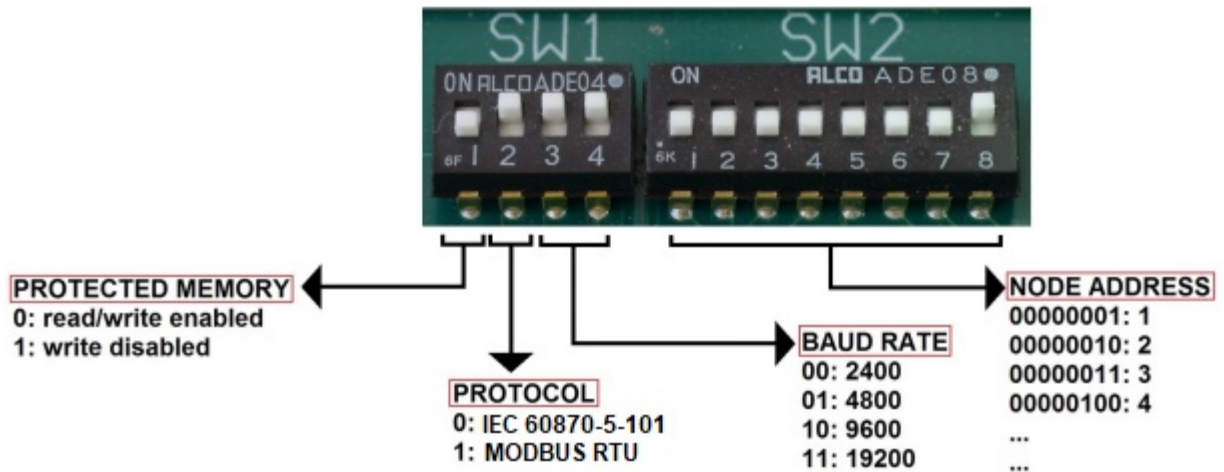 SW1 SW2
ON ALCO ADE04 ON ALCO ADE08
6F 1 2 3 4 6K 1 2 3 4 5 6 7 8
PROTECTED MEMORY
0: read/write enabled
1: write disabled
PROTOCOL
0: IEC 60870-5-101
1: MODBUS RTU
BAUD RATE
00: 2400
01: 4800
10: 9600
11: 19200
NODE ADDRESS
00000001: 1
00000010: 2
00000011: 3
00000100: 4
...
...